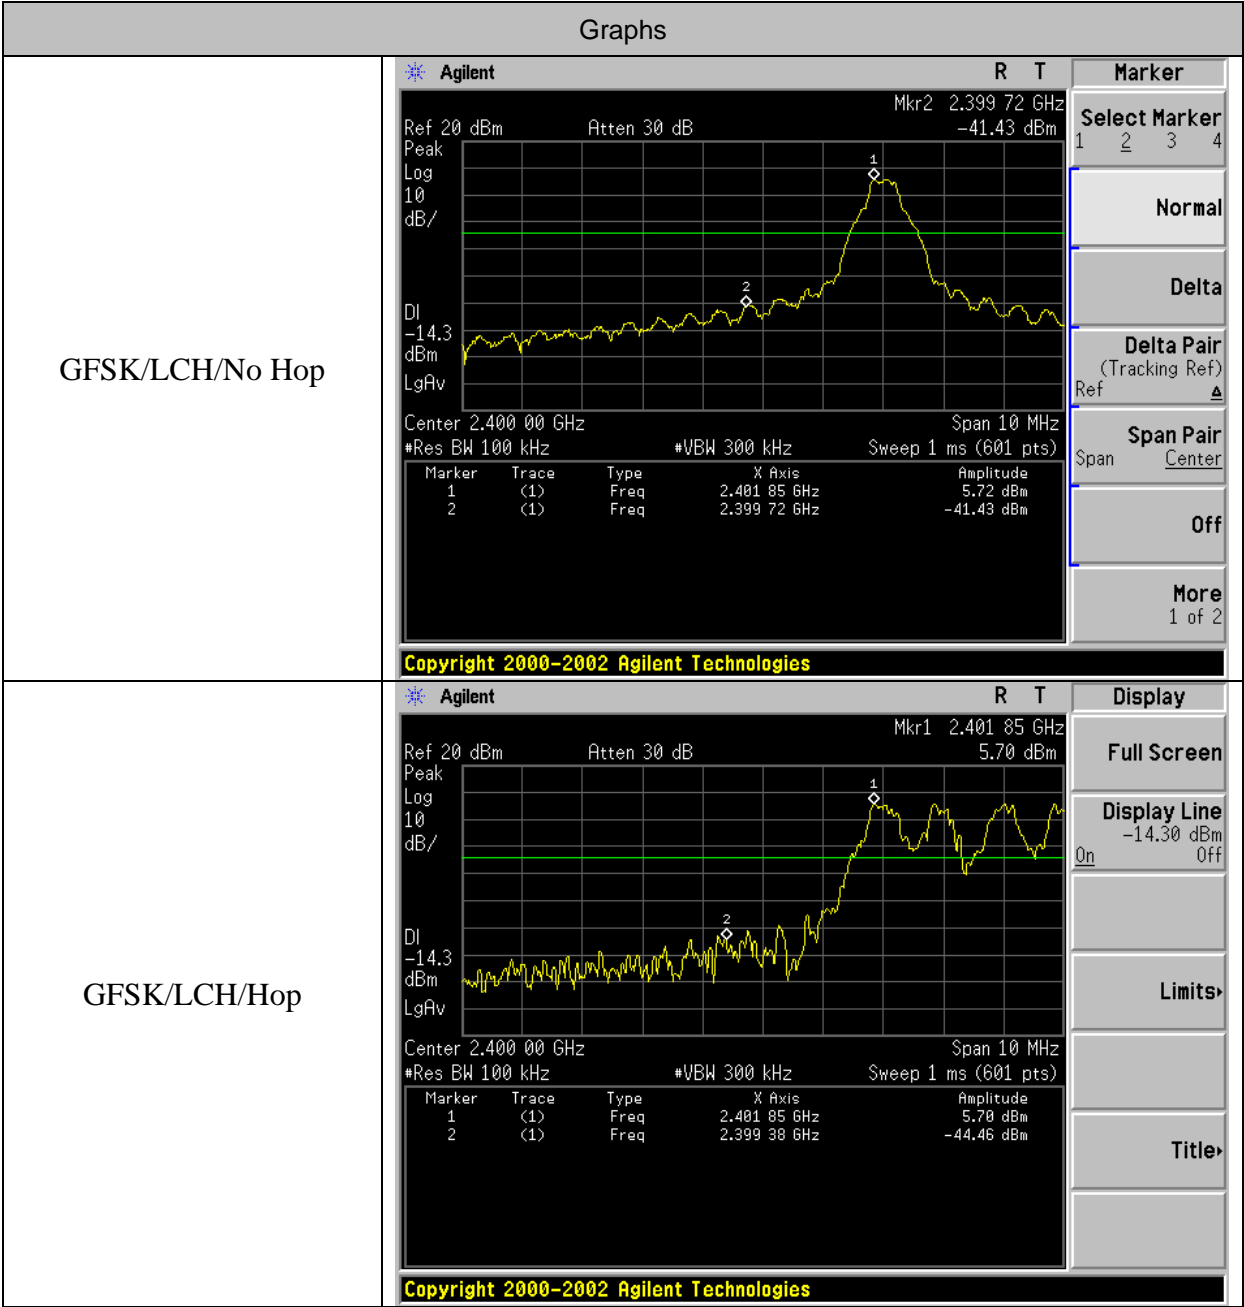 Graphs
GFSK/LCH/No Hop
Agilent R T Marker
Mkr2 2.399 72 GHz
Ref 20 dBm Atten 30 dB -41.43 dBm
Peak
Log
10
dB/
1
2
DI
-14.3
dBm
LgAv
Center 2.400 00 GHz Span 10 MHz
#Res BW 100 kHz #VBW 300 kHz Sweep 1 ms (601 pts)
Marker Trace Type X Axis Amplitude
1 (1) Freq 2.401 85 GHz 5.72 dBm
2 (1) Freq 2.399 72 GHz -41.43 dBm
Select Marker
1 2 3 4
Normal
Delta
Delta Pair
(Tracking Ref)
Ref Δ
Span Pair
Span Center
Off
More
1 of 2
Copyright 2000-2002 Agilent Technologies
GFSK/LCH/Hop
Agilent R T Display
Mkr1 2.401 85 GHz
Ref 20 dBm Atten 30 dB 5.70 dBm
Peak
Log
10
dB/
1
2
DI
-14.3
dBm
LgAv
Center 2.400 00 GHz Span 10 MHz
#Res BW 100 kHz #VBW 300 kHz Sweep 1 ms (601 pts)
Marker Trace Type X Axis Amplitude
1 (1) Freq 2.401 85 GHz 5.70 dBm
2 (1) Freq 2.399 38 GHz -44.46 dBm
Full Screen
Display Line
-14.30 dBm
On Off
Limits
Title
Copyright 2000-2002 Agilent Technologies